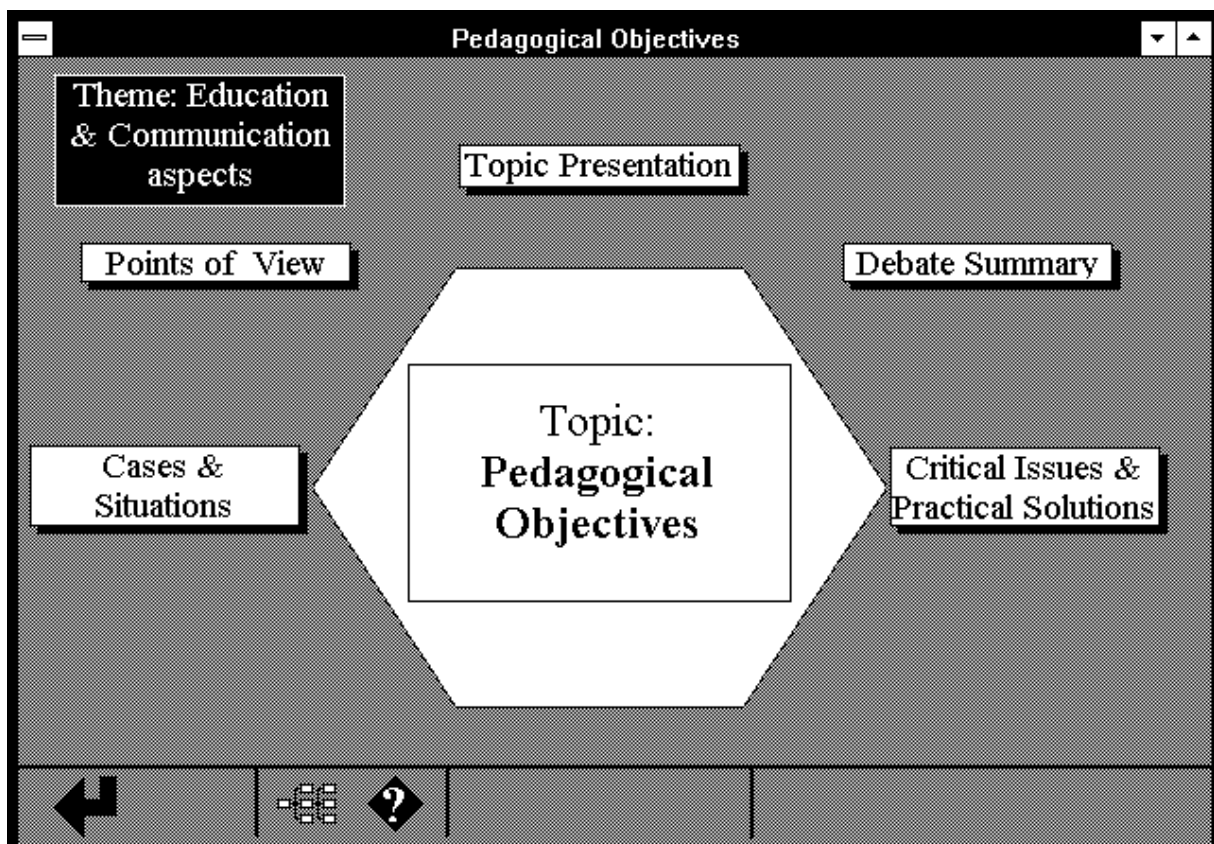 Pedagogical Objectives
Theme: Education
& Communication
aspects
Topic Presentation
Points of View
Debate Summary
Topic:
Pedagogical
Objectives
Cases &
Situations
Critical Issues &
Practical Solutions
?